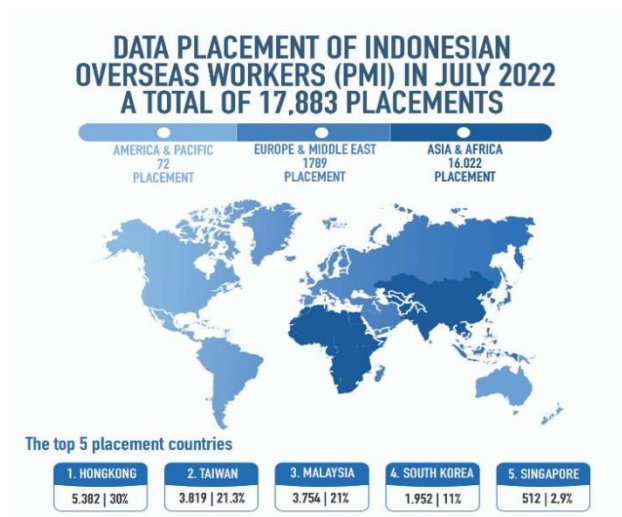 DATA PLACEMENT OF INDONESIAN
OVERSEAS WORKERS (PMI) IN JULY 2022
A TOTAL OF 17,883 PLACEMENTS
AMERICA & PACIFIC
72
PLACEMENT
EUROPE & MIDDLE EAST
1789
PLACEMENT
ASIA & AFRICA
16.022
PLACEMENT
The top 5 placement countries
1. HONGKONG
5.382 | 30%
2. TAIWAN
3.819 | 21.3%
3. MALAYSIA
3.754 | 21%
4. SOUTH KOREA
1.952 | 11%
5. SINGAPORE
512 | 2,9%